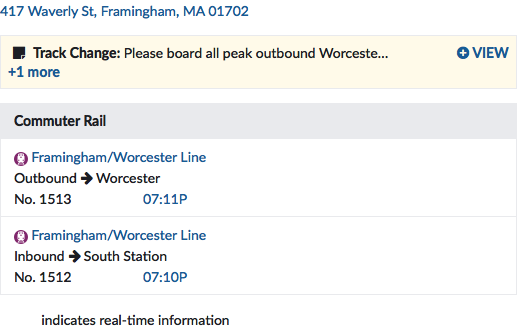 417 Waverly St, Framingham, MA 01702
Track Change: Please board all peak outbound Worceste... VIEW
+1 more
Commuter Rail
Framingham/Worcester Line
Outbound → Worcester
No. 1513 07:11P
Framingham/Worcester Line
Inbound → South Station
No. 1512 07:10P
indicates real-time information